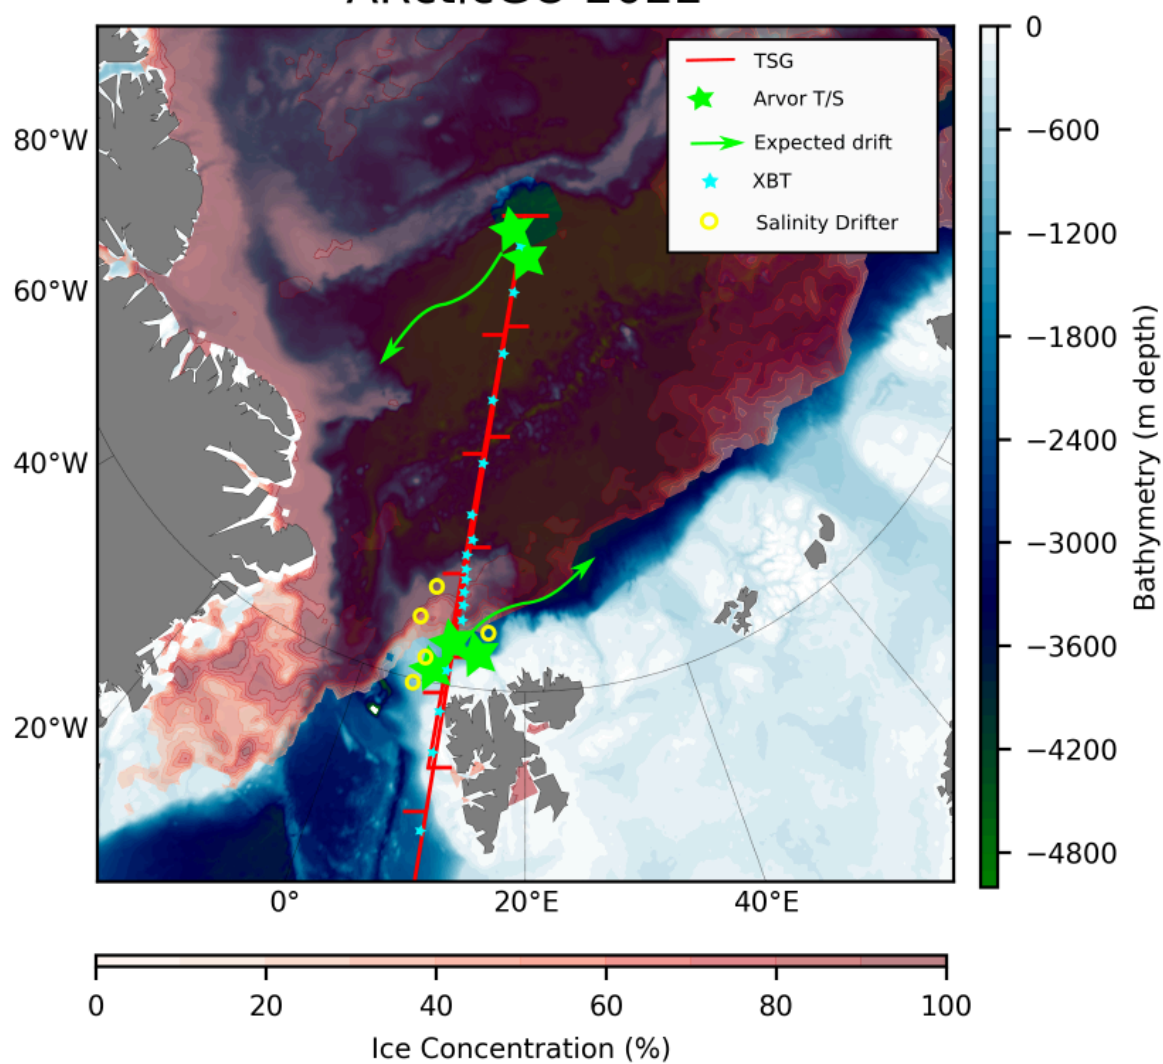 TSG
Arvor T/S
Expected drift
XBT
Salinity Drifter
80°W
60°W
40°W
20°W
0°
20°E
40°E
0
−600
−1200
−1800
−2400
−3000
−3600
−4200
−4800
Bathymetry (m depth)
0 20 40 60 80 100
Ice Concentration (%)